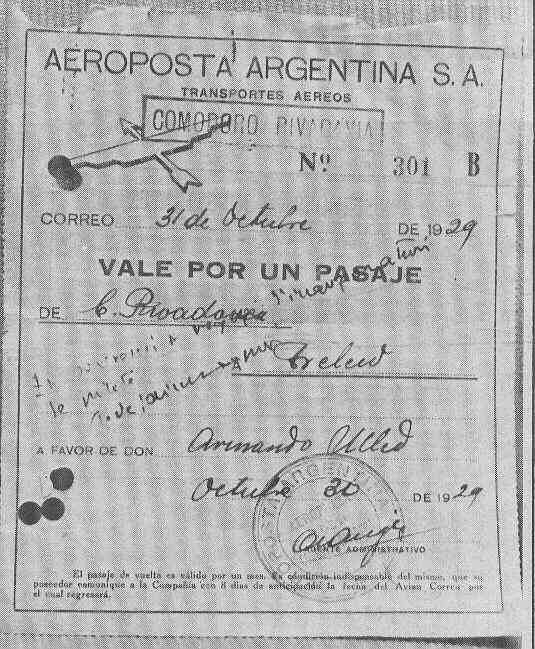 AEROPOSTA ARGENTINA S. A.
TRANSPORTES AEREOS
COMODORO RIVADAVIA
Nº 301 B
CORREO 31 de Octubre DE 1929
VALE POR UN PASAJE
DE C. Rivadavia
A Trelew
A FAVOR DE DON Armando Ulled
Octubre 30 DE 1929
AGENTE ADMINISTRATIVO
El pasaje de vuelta es válido por un mes. Es condición indispensable del mismo, que su
poseedor comunique a la Compañía con 8 días de anticipación la fecha del Avión Correo por
el cual regresará.